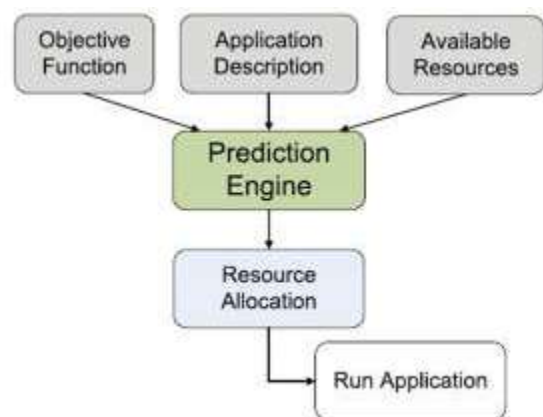 Objective
Function
Application
Description
Available
Resources
Prediction
Engine
Resource
Allocation
Run Application